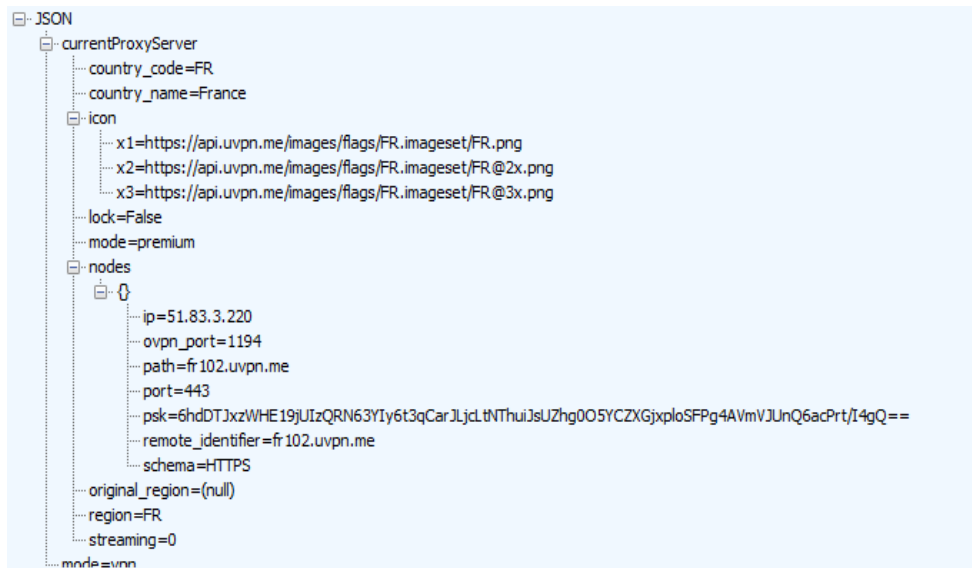 JSON
currentProxyServer
country_code=FR
country_name=France
icon
x1=https://api.uvpn.me/images/flags/FR.imageset/FR.png
x2=https://api.uvpn.me/images/flags/FR.imageset/FR@2x.png
x3=https://api.uvpn.me/images/flags/FR.imageset/FR@3x.png
lock=False
mode=premium
nodes
{}
ip=51.83.3.220
ovpn_port=1194
path=fr102.uvpn.me
port=443
psk=6hdDTJxzWHE19jUIzQRN63YIy6t3qCarJLjcLtNThuiJsUZhg0O5YCZXGjxploSFPg4AVmVJUnQ6acPrt/I4gQ==
remote_identifier=fr102.uvpn.me
schema=HTTPS
original_region=(null)
region=FR
streaming=0
mode=vpn